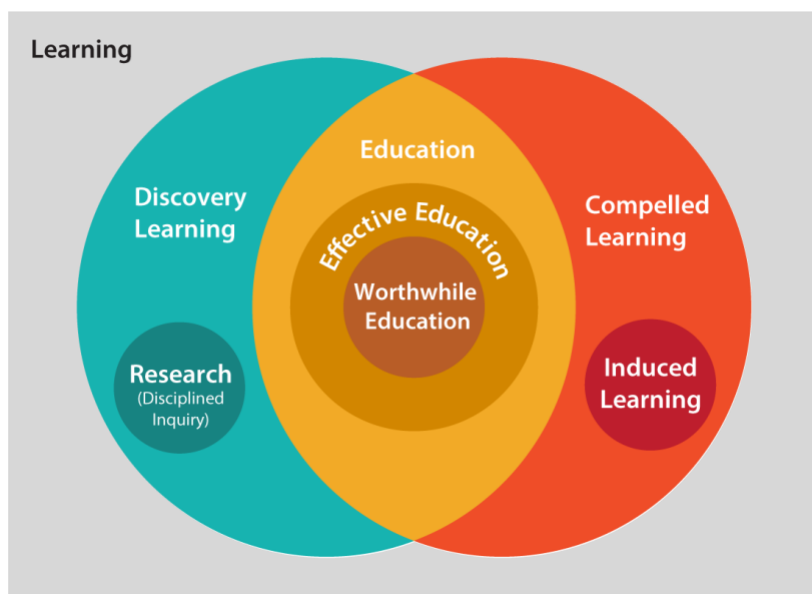 Learning
Education
Discovery
Learning
Compelled
Learning
Effective Education
Worthwhile
Education
Research
(Disciplined
Inquiry)
Induced
Learning